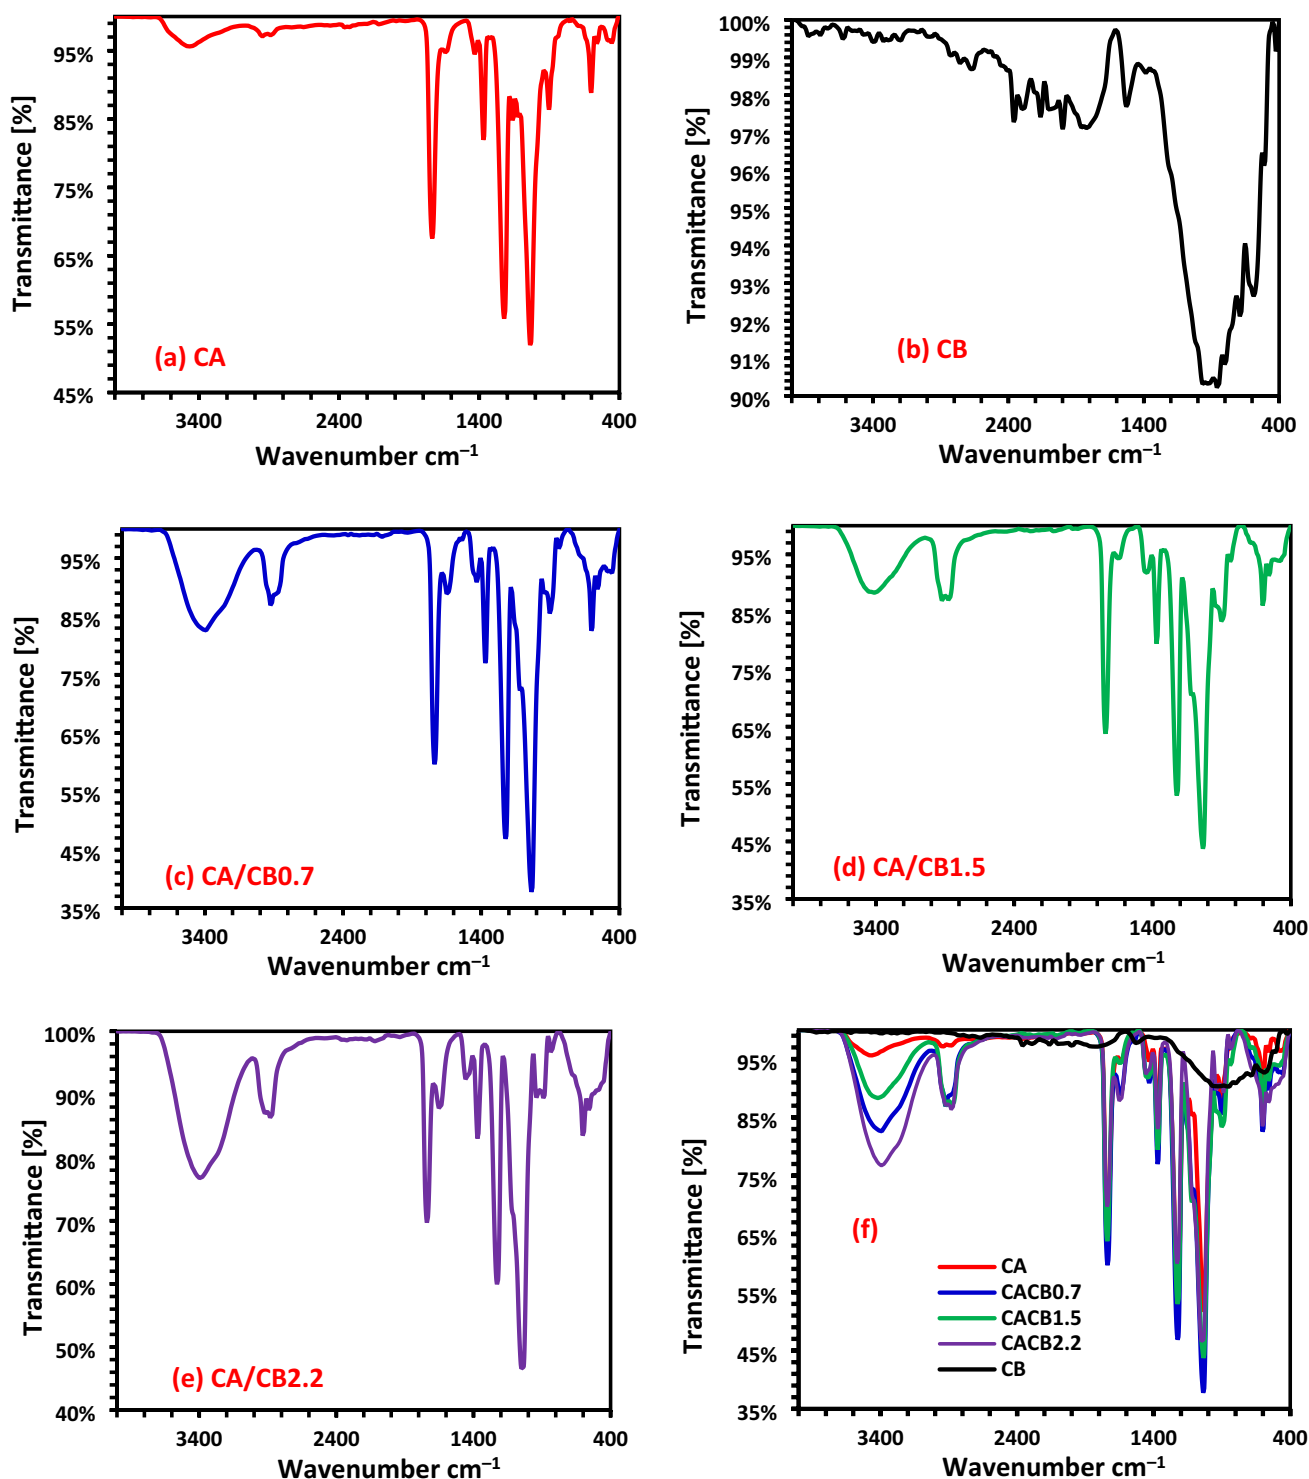 95%
85%
75%
65%
55%
45%
Transmittance [%]
(a) CA
3400 2400 1400 400
Wavenumber cm⁻¹
100%
99%
98%
97%
96%
95%
94%
93%
92%
91%
90%
Transmittance [%]
(b) CB
3400 2400 1400 400
Wavenumber cm⁻¹
95%
85%
75%
65%
55%
45%
35%
Transmittance [%]
(c) CA/CB0.7
3400 2400 1400 400
Wavenumber cm⁻¹
95%
85%
75%
65%
55%
45%
35%
Transmittance [%]
(d) CA/CB1.5
3400 2400 1400 400
Wavenumber cm⁻¹
100%
90%
80%
70%
60%
50%
40%
Transmittance [%]
(e) CA/CB2.2
3400 2400 1400 400
Wavenumber cm⁻¹
95%
85%
75%
65%
55%
45%
35%
Transmittance [%]
(f)
CA
CACB0.7
CACB1.5
CACB2.2
CB
3400 2400 1400 400
Wavenumber cm⁻¹